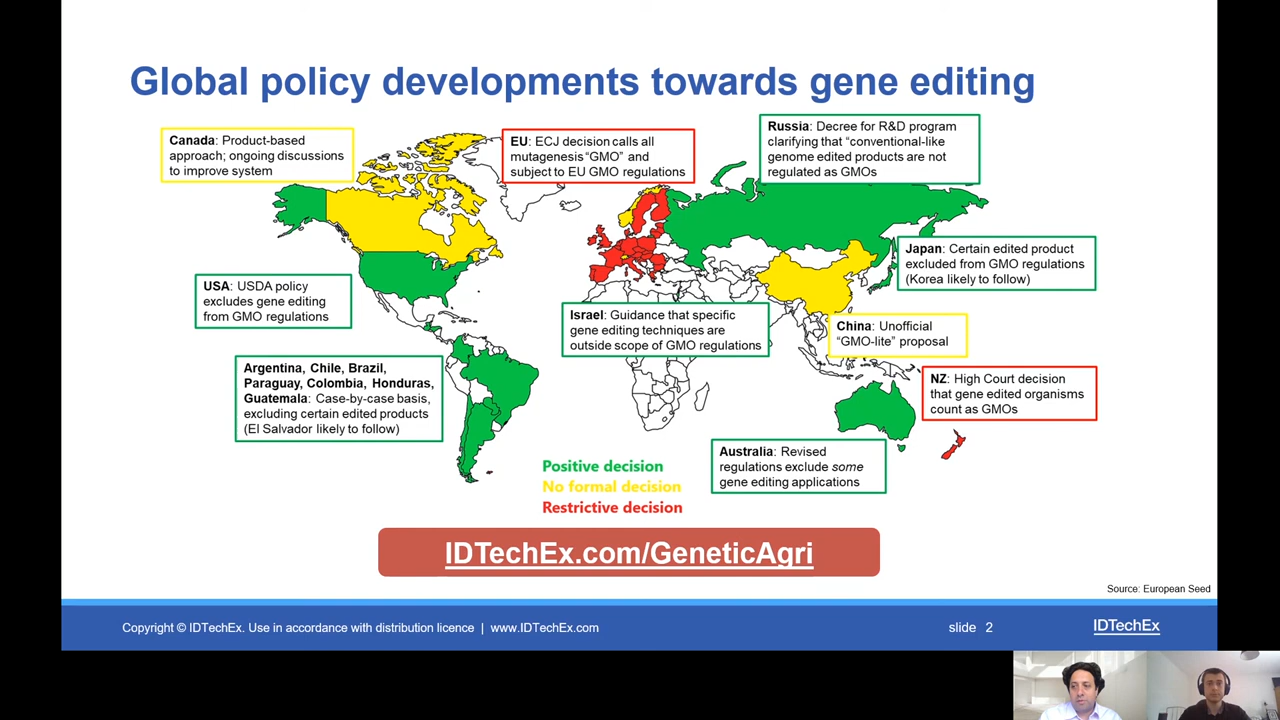 Global policy developments towards gene editing
Canada: Product-based
approach; ongoing discussions
to improve system
EU: ECJ decision calls all
mutagenesis “GMO” and
subject to EU GMO regulations
Russia: Decree for R&D program
clarifying that “conventional-like
genome edited products are not
regulated as GMOs
Japan: Certain edited product
excluded from GMO regulations
(Korea likely to follow)
USA: USDA policy
excludes gene editing
from GMO regulations
Israel: Guidance that specific
gene editing techniques are
outside scope of GMO regulations
China: Unofficial
“GMO-lite” proposal
Argentina, Chile, Brazil,
Paraguay, Colombia, Honduras,
Guatemala: Case-by-case basis,
excluding certain edited products
(El Salvador likely to follow)
NZ: High Court decision
that gene edited organisms
count as GMOs
Australia: Revised
regulations exclude some
gene editing applications
Positive decision
No formal decision
Restrictive decision
IDTechEx.com/GeneticAgri
Source: European Seed
Copyright © IDTechEx. Use in accordance with distribution licence | www.IDTechEx.com
slide 2
IDTechEx